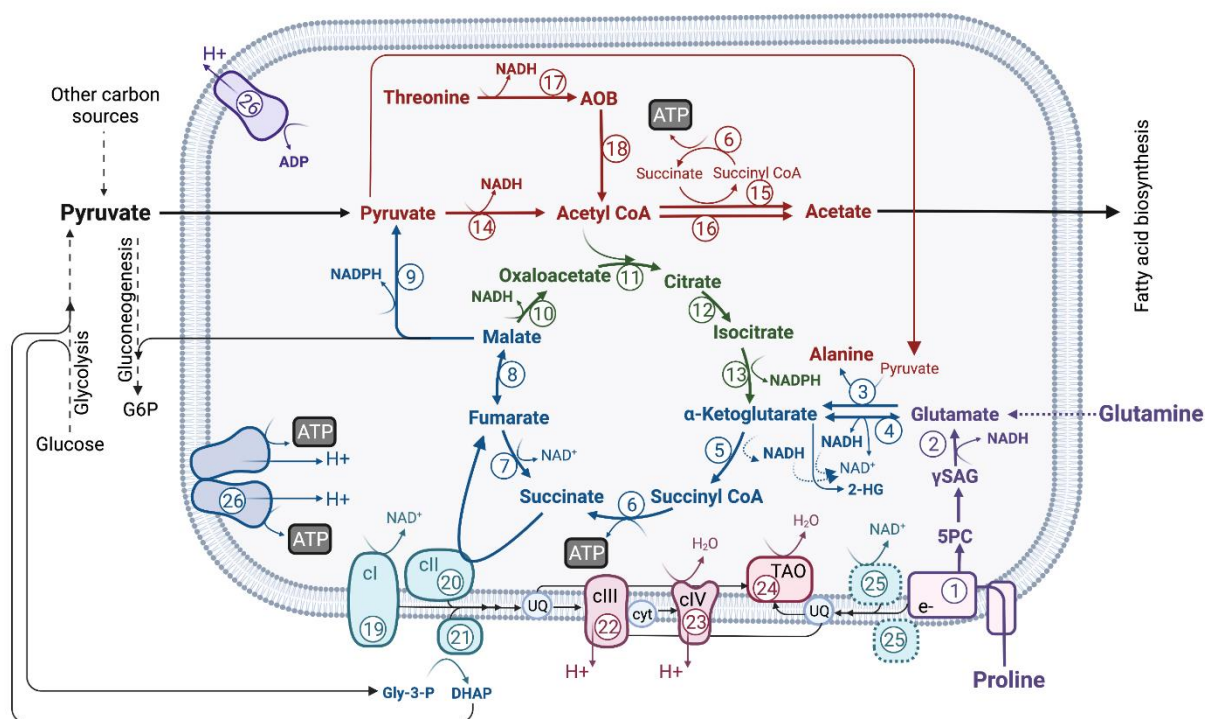 H+
26
ADP
Other carbon
sources
NADH
17
Threonine
AOB
ATP
6
18
Succinate
Succinyl CoA
15
Pyruvate
Pyruvate
NADH
14
Acetyl CoA
16
Acetate
Fatty acid biosynthesis
NADPH
9
Oxaloacetate
11
Citrate
NADH
10
12
Isocitrate
Gluconeogenesis
Glycolysis
Malate
13
NADPH
Alanine
Pyruvate
8
3
G6P
Glucose
Fumarate
α-Ketoglutarate
Glutamate
Glutamine
4
ATP
H+
7
NAD+
5
NADH
NADH
NAD+
2
NADH
2-HG
γSAG
26
H+
ATP
Succinate
6
Succinyl CoA
ATP
NAD+
H₂O
H₂O
NAD+
5PC
cI
cII
20
TAO
24
25
1
e-
UQ
cIII
cyt
cIV
UQ
19
21
22
23
25
H+
H+
Gly-3-P
DHAP
Proline